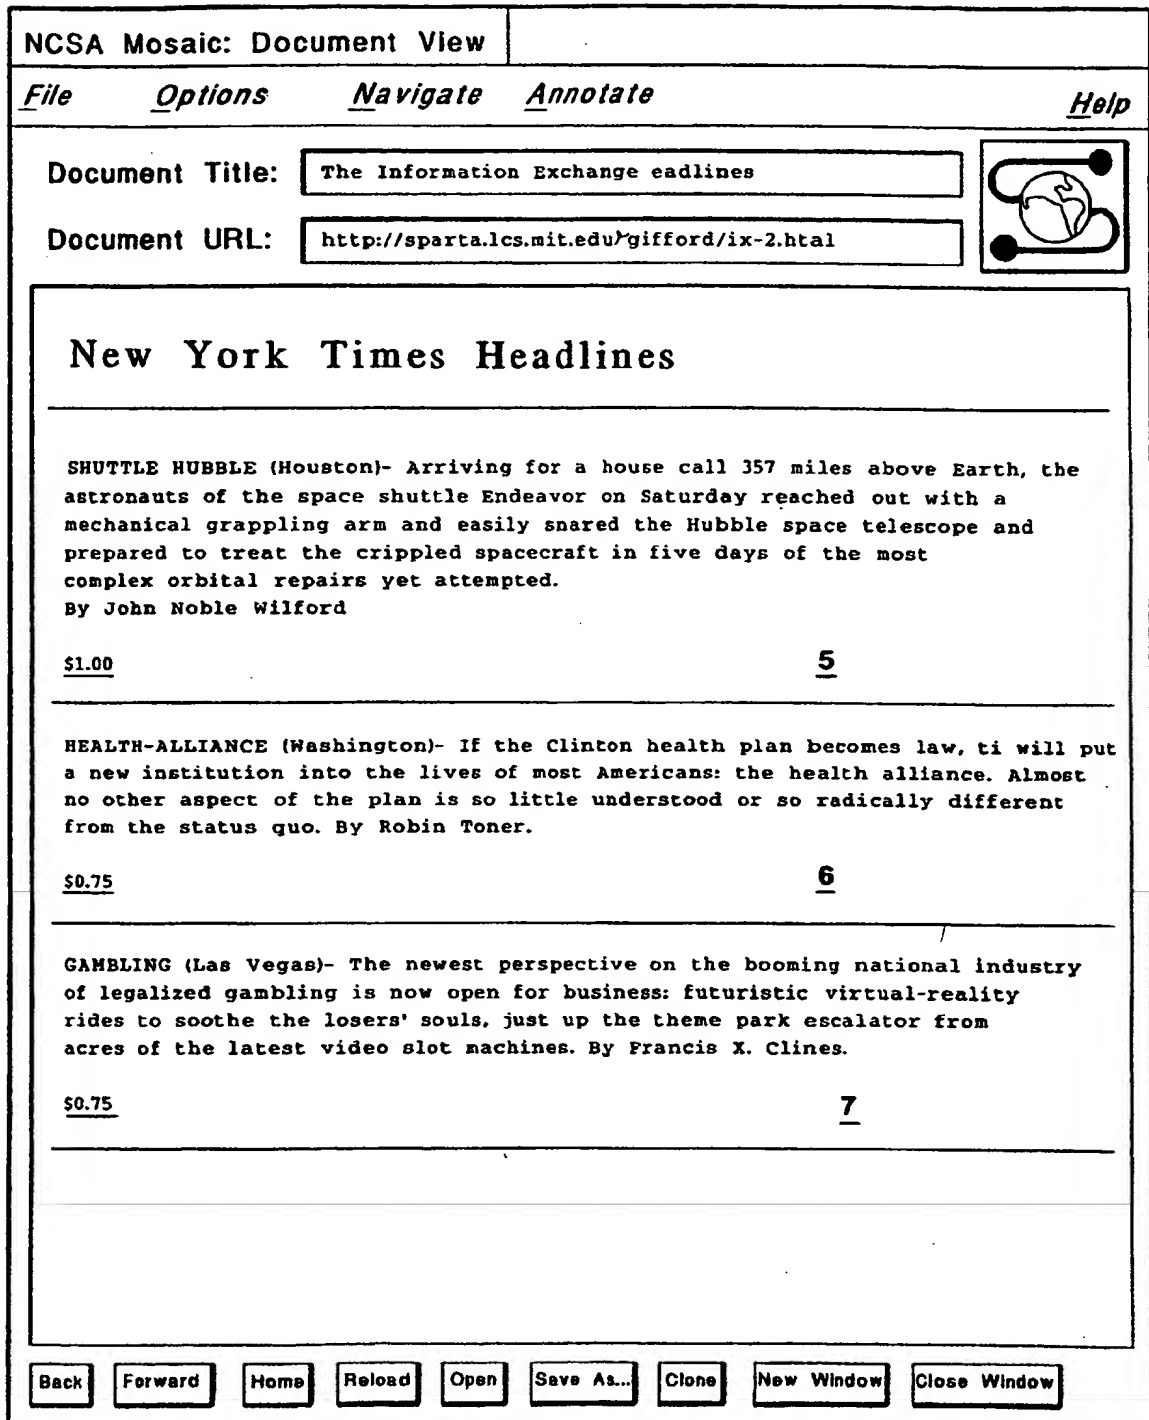 NCSA Mosaic: Document View
File Options Navigate Annotate Help
Document Title: The Information Exchange eadlines
Document URL: http://sparta.lcs.mit.edu/~gifford/ix-2.htal
New York Times Headlines
SHUTTLE HUBBLE (Houston)- Arriving for a house call 357 miles above Earth, the
astronauts of the space shuttle Endeavor on Saturday reached out with a
mechanical grappling arm and easily snared the Hubble space telescope and
prepared to treat the crippled spacecraft in five days of the most
complex orbital repairs yet attempted.
By John Noble Wilford
$1.00 5
HEALTH-ALLIANCE (Washington)- If the Clinton health plan becomes law, ti will put
a new institution into the lives of most Americans: the health alliance. Almost
no other aspect of the plan is so little understood or so radically different
from the status quo. By Robin Toner.
$0.75 6
GAMBLING (Las Vegas)- The newest perspective on the booming national industry
of legalized gambling is now open for business: futuristic virtual-reality
rides to soothe the losers' souls, just up the theme park escalator from
acres of the latest video slot machines. By Francis X. Clines.
$0.75 7
Back Forward Home Reload Open Save As... Clone New Window Close Window